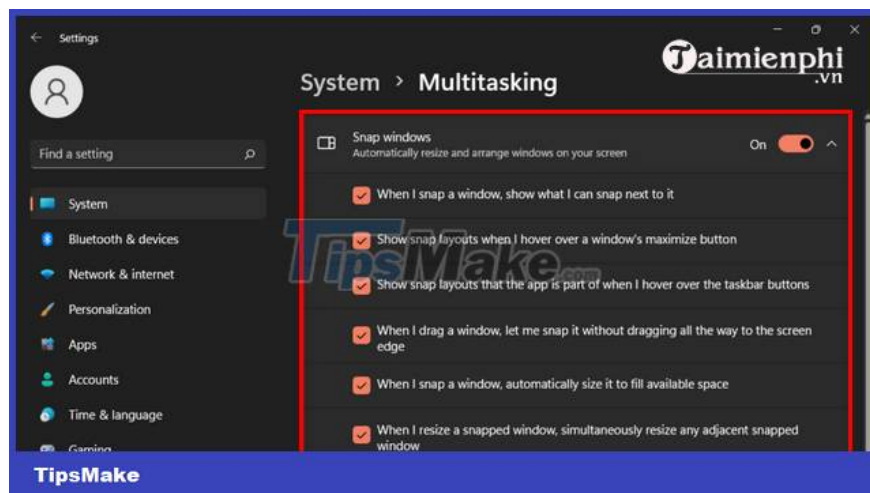 Settings
Taimienphi
.vn
System > Multitasking
Find a setting
System
Bluetooth & devices
Network & internet
Personalization
Apps
Accounts
Time & language
Gaming
Snap windows
Automatically resize and arrange windows on your screen
On
When I snap a window, show what I can snap next to it
Show snap layouts when I hover over a window's maximize button
Show snap layouts that the app is part of when I hover over the taskbar buttons
When I drag a window, let me snap it without dragging all the way to the screen
edge
When I snap a window, automatically size it to fill available space
When I resize a snapped window, simultaneously resize any adjacent snapped
window
TipsMake.com
TipsMake